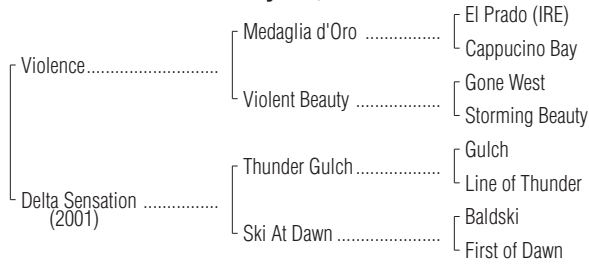 El Prado (IRE)
Medaglia d'Oro ................
Cappucino Bay
Violence............................
Gone West
Violent Beauty ..................
Storming Beauty
Gulch
Thunder Gulch..................
Line of Thunder
Delta Sensation ................
(2001)
Baldski
Ski At Dawn ......................
First of Dawn